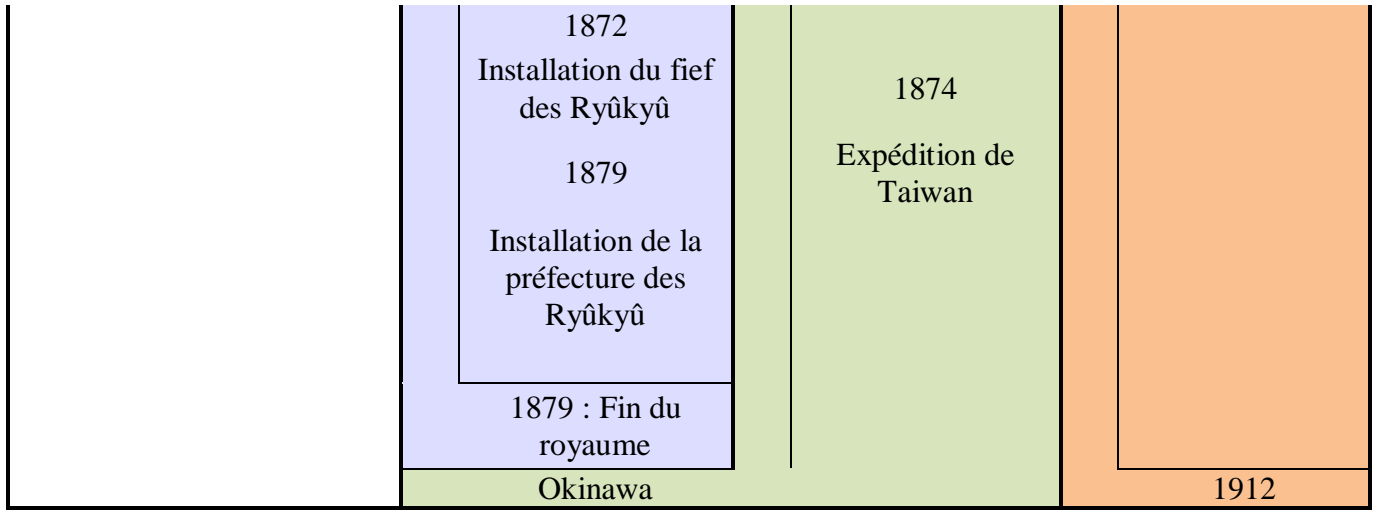 1872
Installation du fief
des Ryûkyû
1879
Installation de la
préfecture des
Ryûkyû
1879 : Fin du
royaume
Okinawa
1874
Expédition de
Taiwan
1912